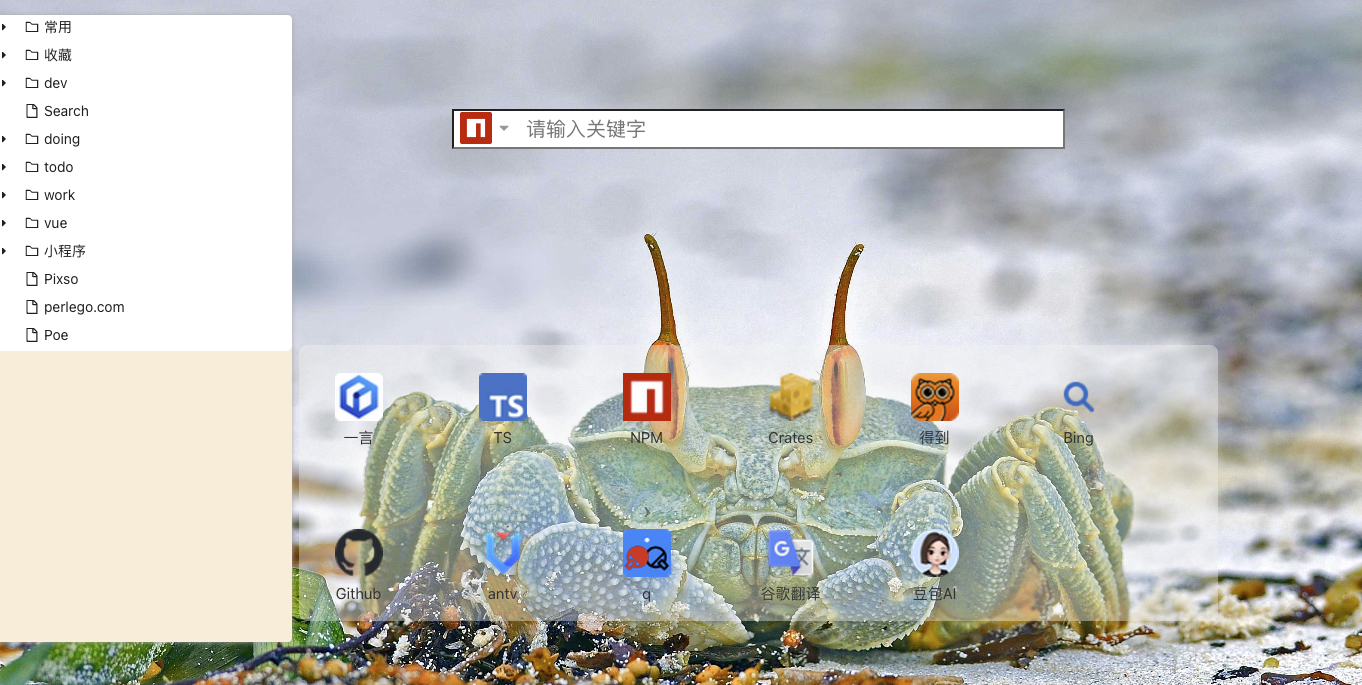 常用
收藏
dev
Search
doing
todo
work
vue
小程序
Pixso
perlego.com
Poe
请输入关键字
TS
一言
TS
NPM
Crates
得到
Bing
G 文
Github
antv
q
谷歌翻译
豆包AI